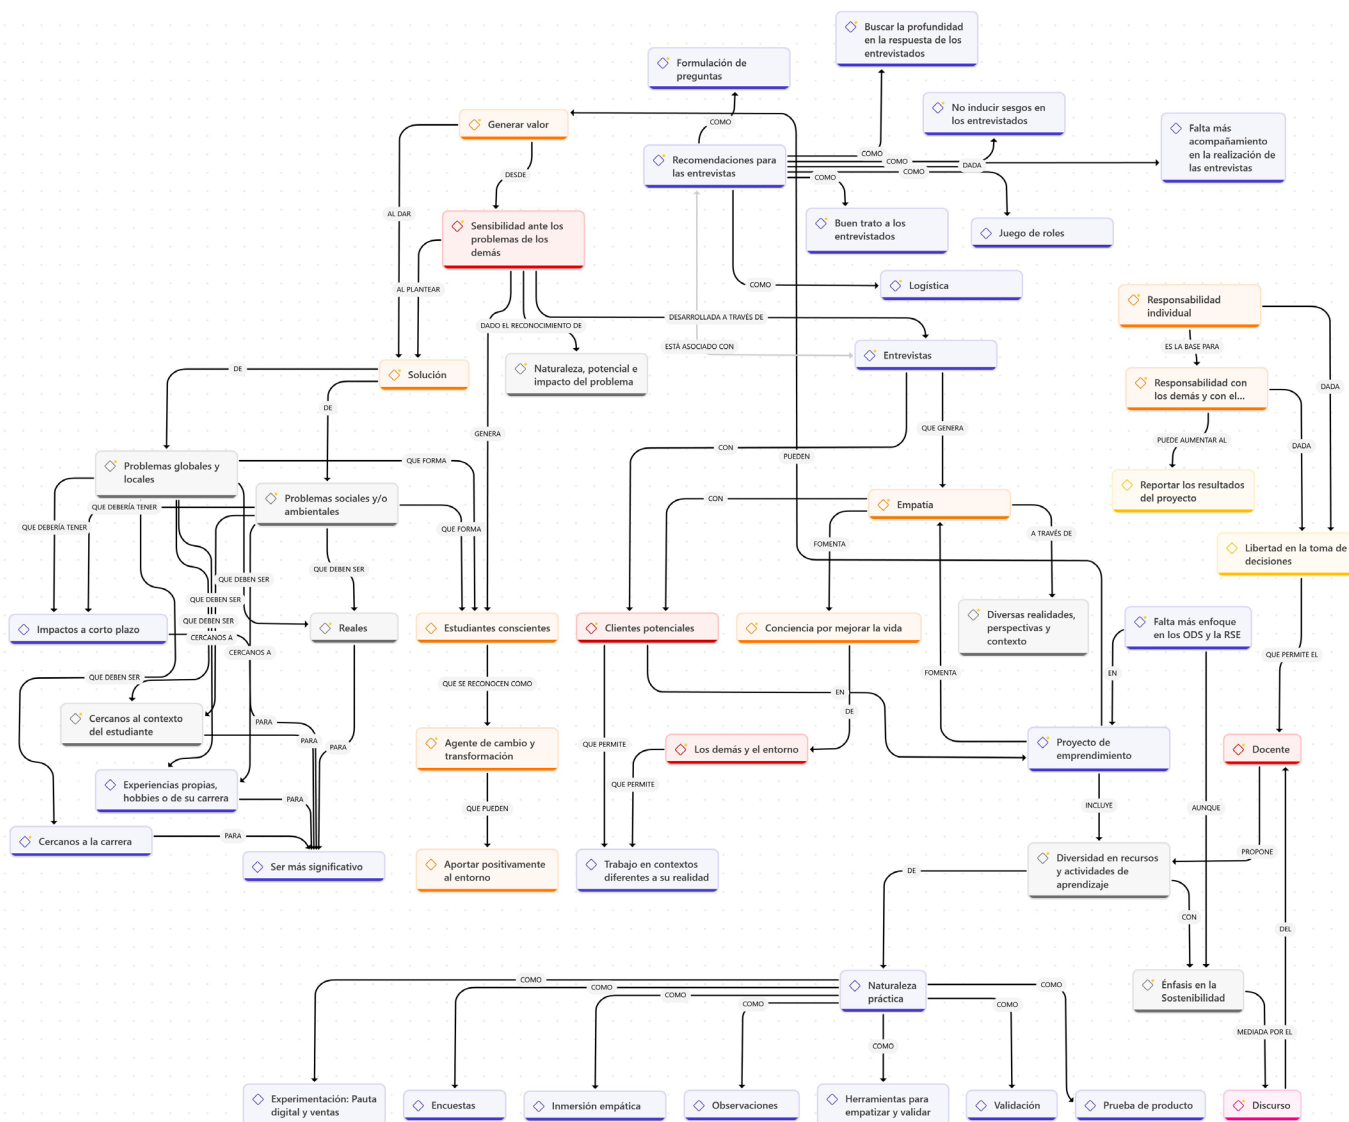 Buscar la profundidad
en la respuesta de los
entrevistados
Formulación de
preguntas
No inducir sesgos en
los entrevistados
Generar valor
COMO
Falta más
acompañamiento
en la realización de
las entrevistas
Recomendaciones para
las entrevistas
COMO
COMO
DADA
COMO
COMO
DESDE
AL DAR
Sensibilidad ante los
problemas de los
demás
Buen trato a los
entrevistados
Juego de roles
AL PLANTEAR
COMO
Logística
Responsabilidad
individual
DESARROLLADA A TRAVÉS DE
DADO EL RECONOCIMIENTO DE
ESTÁ ASOCIADO CON
Entrevistas
ES LA BASE PARA
DE
Solución
Naturaleza, potencial e
impacto del problema
Responsabilidad con
los demás y con el...
DADA
DE
GENERA
QUE GENERA
CON
PUEDEN
PUEDE AUMENTAR AL
DADA
Problemas globales y
locales
QUE FORMA
Reportar los resultados
del proyecto
Problemas sociales y/o
ambientales
CON
Empatía
QUE DEBERÍA TENER
QUE DEBERÍA TENER
QUE FORMA
FOMENTA
A TRAVÉS DE
Libertad en la toma de
decisiones
QUE DEBEN SER
QUE DEBEN SER
QUE DEBEN SER
QUE DEBEN SER
Impactos a corto plazo
CERCANOS A
CERCANOS A
Reales
Estudiantes conscientes
Clientes potenciales
Conciencia por mejorar la vida
Diversas realidades,
perspectivas y
contexto
Falta más enfoque
en los ODS y la RSE
QUE PERMITE EL
QUE DEBEN SER
QUE SE RECONOCEN COMO
EN
FOMENTA
EN
DE
Cercanos al contexto
del estudiante
PARA
PARA
PARA
Agente de cambio y
transformación
QUE PERMITE
Los demás y el entorno
Proyecto de
emprendimiento
Docente
Experiencias propias,
hobbies o de su carrera
PARA
QUE PUEDEN
QUE PERMITE
INCLUYE
AUNQUE
Cercanos a la carrera
PARA
PROPONE
Ser más significativo
Aportar positivamente
al entorno
Trabajo en contextos
diferentes a su realidad
DE
Diversidad en recursos
y actividades de
aprendizaje
CON
DEL
COMO
COMO
COMO
COMO
Naturaleza
práctica
COMO
COMO
Énfasis en la
Sostenibilidad
COMO
MEDIADA POR EL
Experimentación: Pauta
digital y ventas
Encuestas
Inmersión empática
Observaciones
Herramientas para
empatizar y validar
Validación
Prueba de producto
Discurso